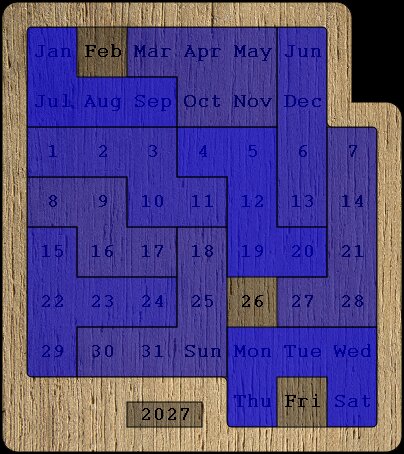 Jan Feb Mar Apr May Jun
Jul Aug Sep Oct Nov Dec
1 2 3 4 5 6 7
8 9 10 11 12 13 14
15 16 17 18 19 20 21
22 23 24 25 26 27 28
29 30 31 Sun Mon Tue Wed
Thu Fri Sat
2027